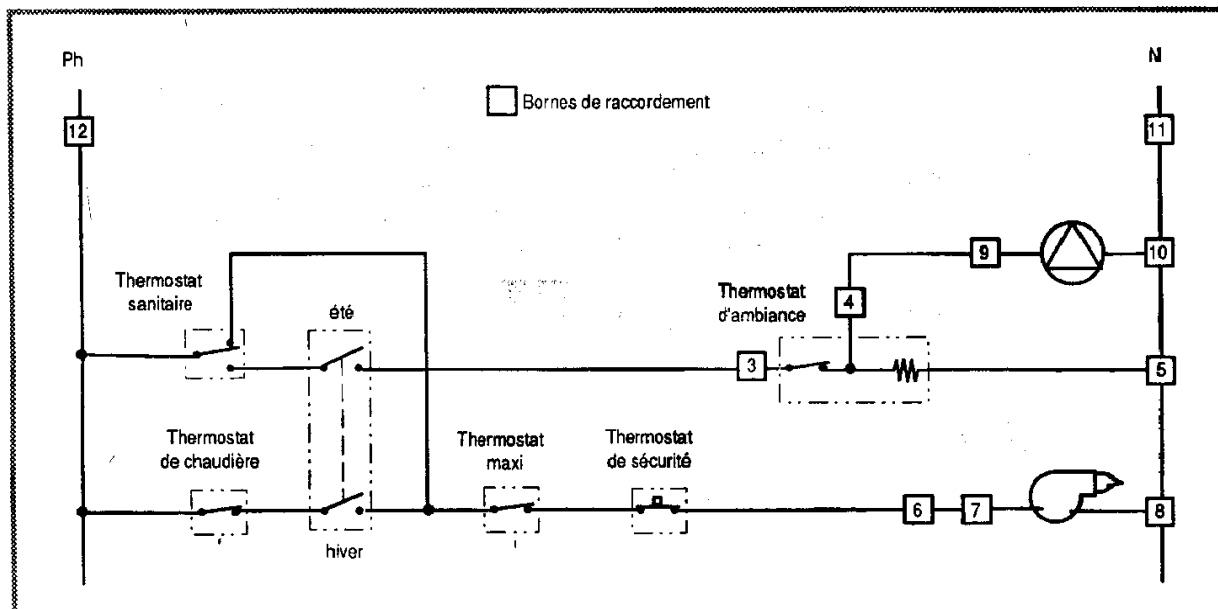 Ph
N
12
Bornes de raccordement
11
9
10
Thermostat
sanitaire
été
Thermostat
d'ambiance
4
3
5
Thermostat
de chaudière
Thermostat
maxi
Thermostat
de sécurité
6
7
8
hiver